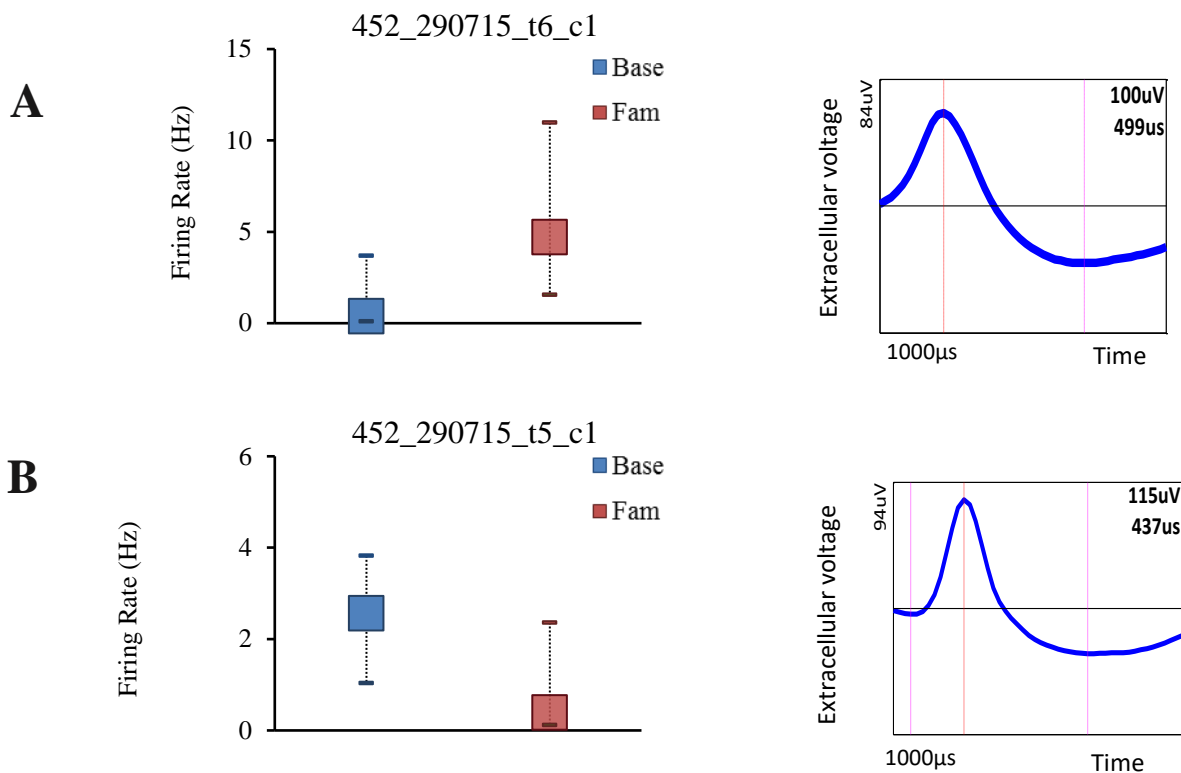 A
452_290715_t6_c1
Firing Rate (Hz)
15
10
5
0
Base
Fam
Extracellular voltage
84uV
100uV
499us
1000µs
Time
B
452_290715_t5_c1
Firing Rate (Hz)
6
4
2
0
Base
Fam
Extracellular voltage
94uV
115uV
437us
1000µs
Time